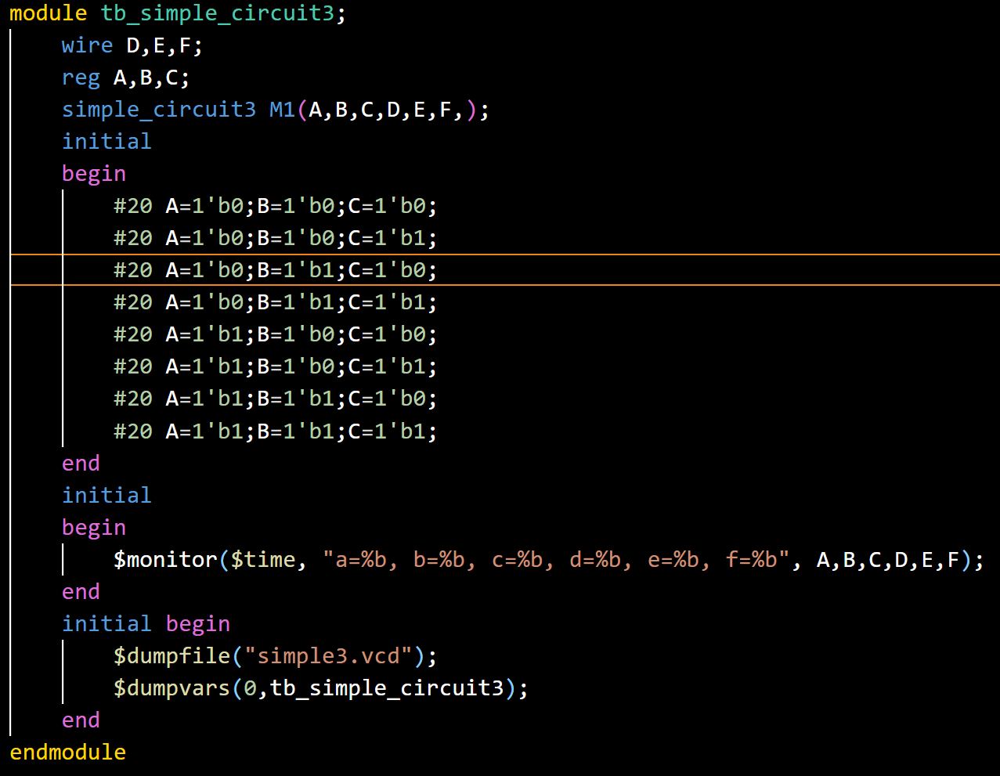 module tb_simple_circuit3;
    wire D,E,F;
    reg A,B,C;
    simple_circuit3 M1(A,B,C,D,E,F,);
    initial
    begin
        #20 A=1'b0;B=1'b0;C=1'b0;
        #20 A=1'b0;B=1'b0;C=1'b1;
        #20 A=1'b0;B=1'b1;C=1'b0;
        #20 A=1'b0;B=1'b1;C=1'b1;
        #20 A=1'b1;B=1'b0;C=1'b0;
        #20 A=1'b1;B=1'b0;C=1'b1;
        #20 A=1'b1;B=1'b1;C=1'b0;
        #20 A=1'b1;B=1'b1;C=1'b1;
    end
    initial
    begin
        $monitor($time, "a=%b, b=%b, c=%b, d=%b, e=%b, f=%b", A,B,C,D,E,F);
    end
    initial begin
        $dumpfile("simple3.vcd");
        $dumpvars(0,tb_simple_circuit3);
    end
endmodule